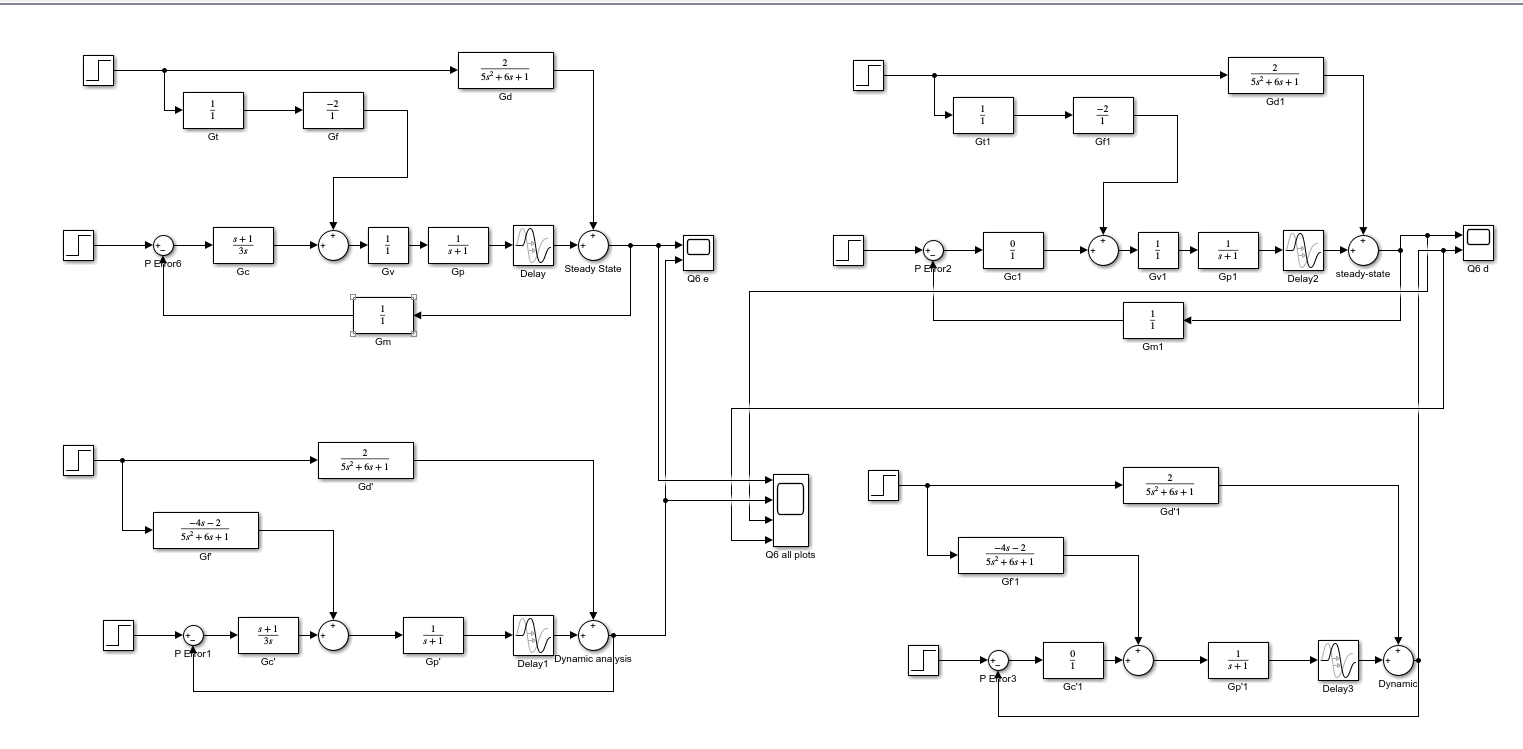 2
5s² + 6s + 1
Gd
1
1
Gt
-2
1
Gf
P Error6
s + 1
3s
Gc
1
1
Gv
1
s + 1
Gp
Delay
Steady State
Q6 e
1
1
Gm
2
5s² + 6s + 1
Gd1
1
1
Gt1
-2
1
Gf1
P Error2
0
1
Gc1
1
1
Gv1
1
s + 1
Gp1
Delay2
steady-state
Q6 d
1
1
Gm1
2
5s² + 6s + 1
Gd'
-4s - 2
5s² + 6s + 1
Gf'
P Error1
s + 1
3s
Gc'
1
s + 1
Gp'
Delay1
Dynamic analysis
Q6 all plots
2
5s² + 6s + 1
Gd'1
-4s - 2
5s² + 6s + 1
Gf'1
P Error3
0
1
Gc'1
1
s + 1
Gp'1
Delay3
Dynamic